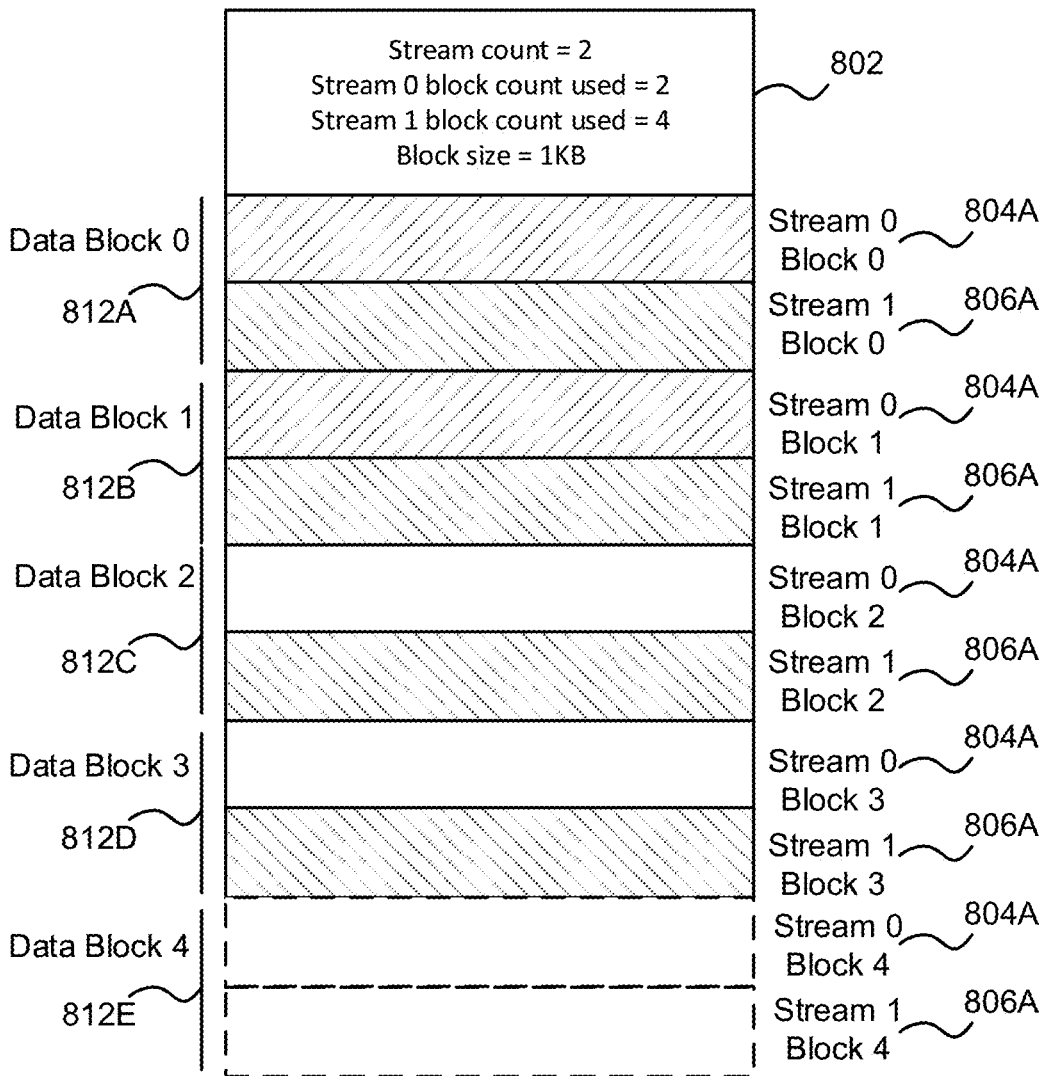 Stream count = 2
Stream 0 block count used = 2
Stream 1 block count used = 4
Block size = 1KB
802
Data Block 0
812A
Stream 0
Block 0
804A
Stream 1
Block 0
806A
Data Block 1
812B
Stream 0
Block 1
804A
Stream 1
Block 1
806A
Data Block 2
812C
Stream 0
Block 2
804A
Stream 1
Block 2
806A
Data Block 3
812D
Stream 0
Block 3
804A
Stream 1
Block 3
806A
Data Block 4
812E
Stream 0
Block 4
804A
Stream 1
Block 4
806A